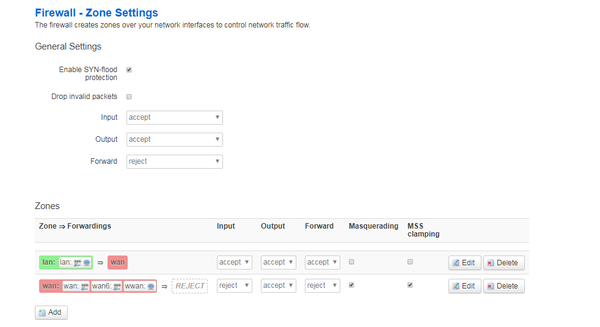 Firewall - Zone Settings
The firewall creates zones over your network interfaces to control network traffic flow.
General Settings
Enable SYN-flood
protection
Drop invalid packets
Input accept
Output accept
Forward reject
Zones
Zone ⇒ Forwardings Input Output Forward Masquerading MSS
clamping
lan: lan: ⇒ wan accept accept accept Edit Delete
wan: wan: wan6: wwan: ⇒ REJECT reject accept reject Edit Delete
Add